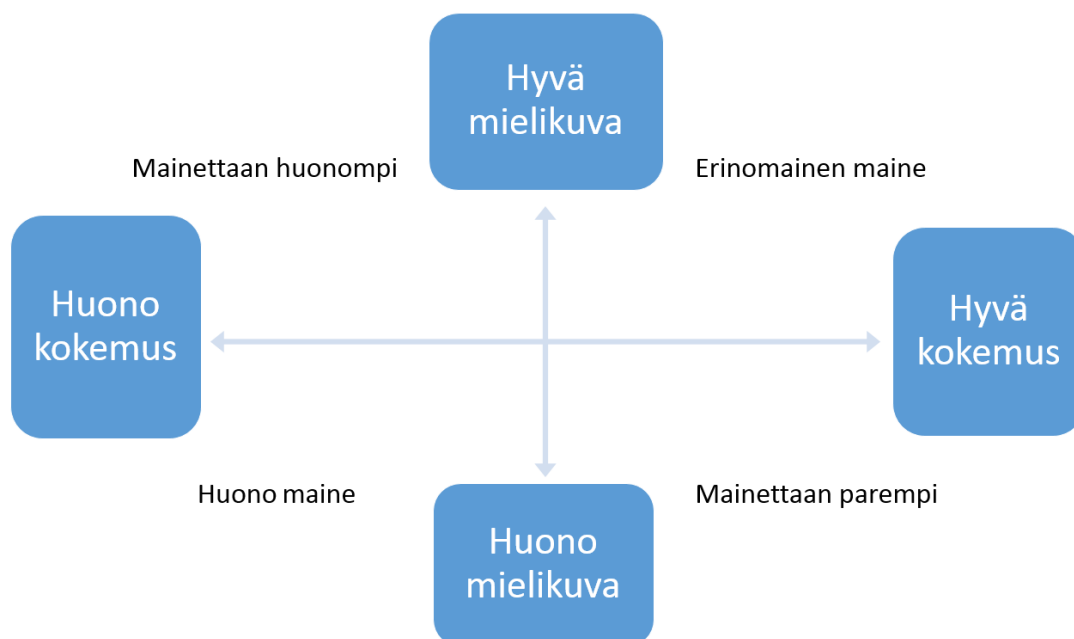 Hyvä
mielikuva
Mainettaan huonompi
Erinomainen maine
Huono
kokemus
Hyvä
kokemus
Huono maine
Mainettaan parempi
Huono
mielikuva